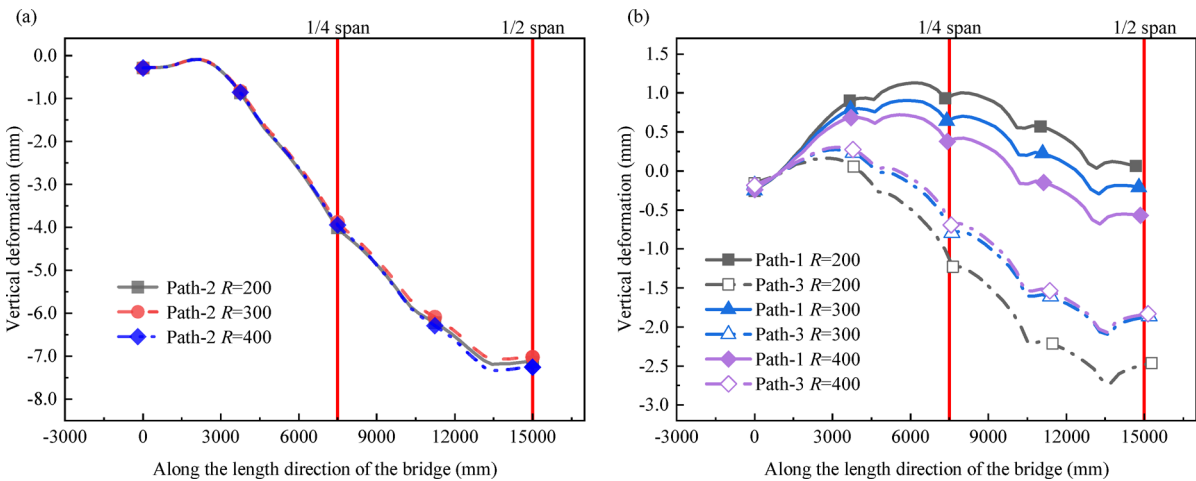 (a)
1/4 span
1/2 span
0.0
-1.0
-2.0
-3.0
-4.0
-5.0
-6.0
-7.0
-8.0
Vertical deformation (mm)
Path-2 R=200
Path-2 R=300
Path-2 R=400
-3000
0
3000
6000
9000
12000
15000
Along the length direction of the bridge (mm)
(b)
1/4 span
1/2 span
1.5
1.0
0.5
0.0
-0.5
-1.0
-1.5
-2.0
-2.5
-3.0
Vertical deformation (mm)
Path-1 R=200
Path-3 R=200
Path-1 R=300
Path-3 R=300
Path-1 R=400
Path-3 R=400
-3000
0
3000
6000
9000
12000
15000
Along the length direction of the bridge (mm)